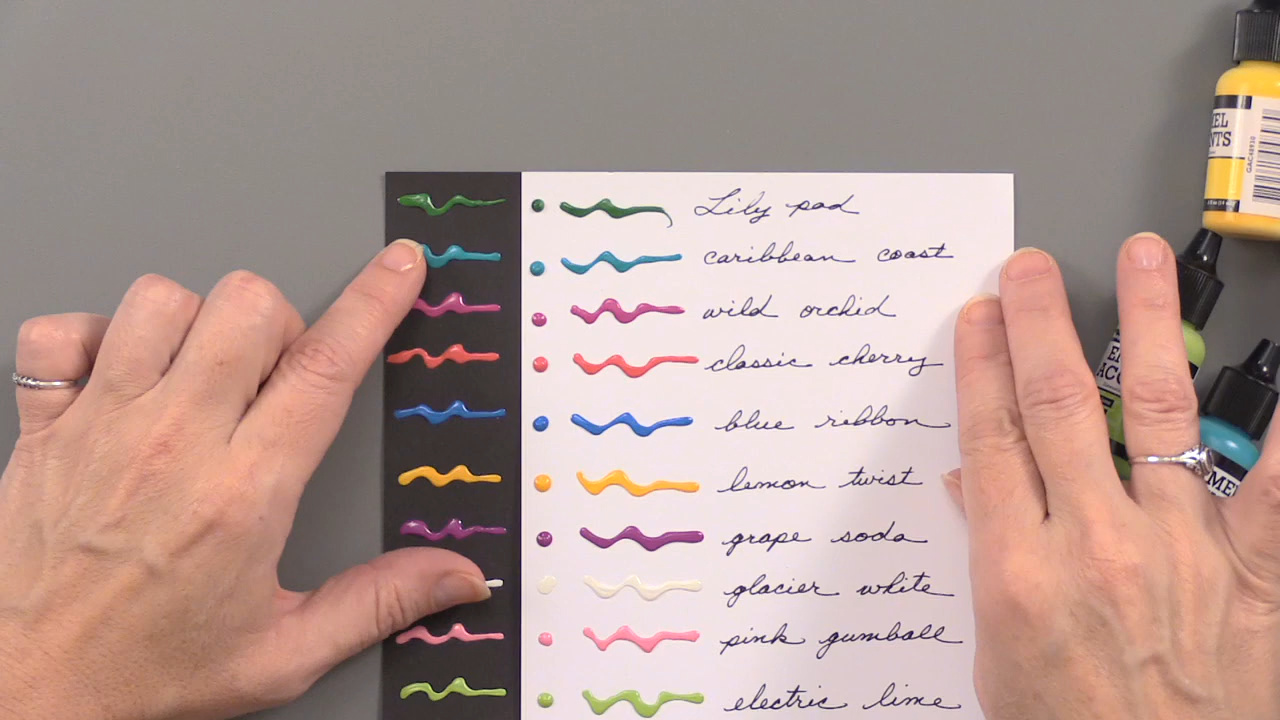 Lily pad
caribbean coast
wild orchid
classic cherry
blue ribbon
lemon twist
grape soda
glacier white
pink gumball
electric lime
GAC48930